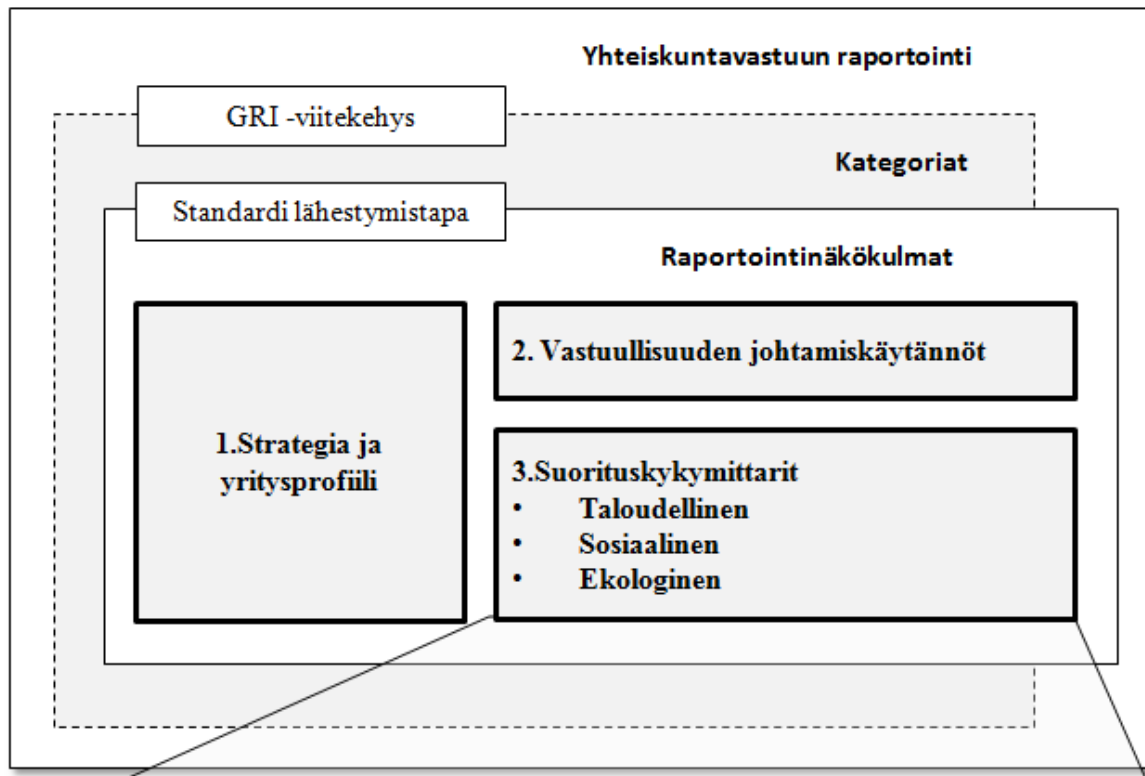 Yhteiskuntavastuun raportointi
GRI -viitekehys
Kategoriat
Standardi lähestymistapa
Raportointinäkökulmat
1.Strategia ja
yritysprofiili
2. Vastuullisuuden johtamiskäytännöt
3.Suorituskykymittarit
• Taloudellinen
• Sosiaalinen
• Ekologinen